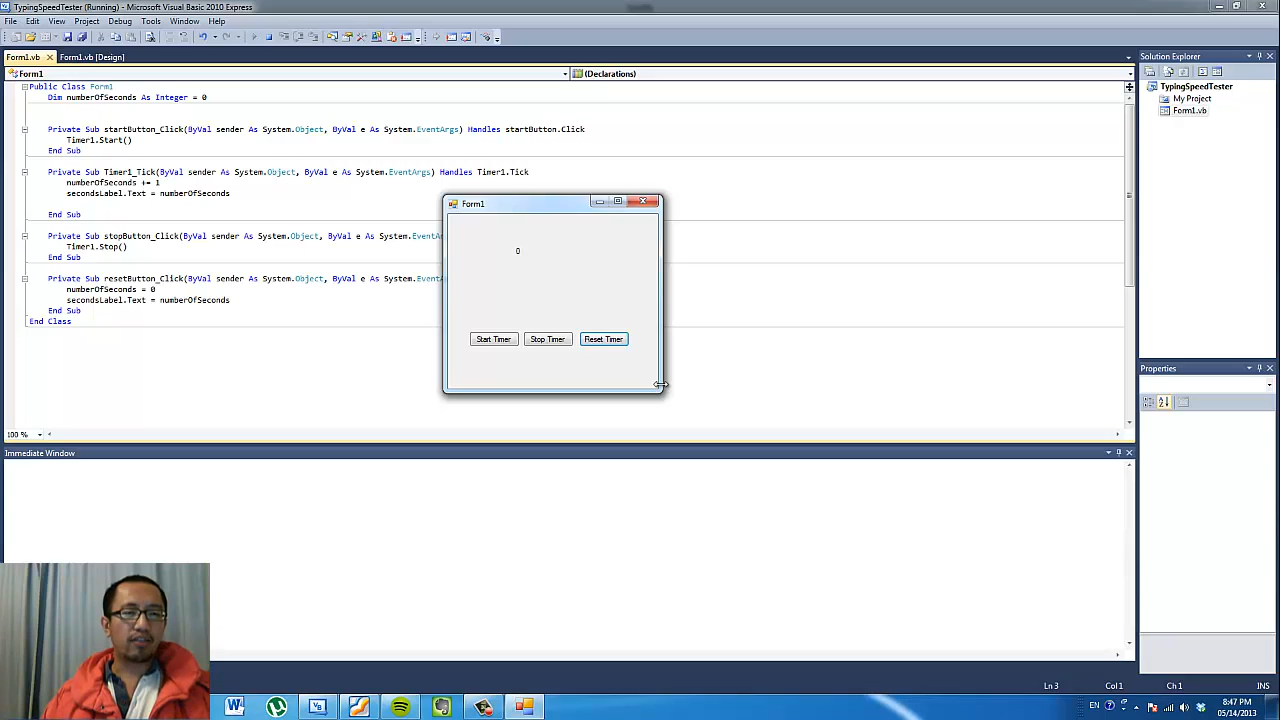 TypingSpeedTester (Running) - Microsoft Visual Basic 2010 Express
File Edit View Project Debug Tools Window Help
Form1.vb Form1.vb [Design]
Form1 (Declarations)
Public Class Form1
Dim numberOfSeconds As Integer = 0
Private Sub startButton_Click(ByVal sender As System.Object, ByVal e As System.EventArgs) Handles startButton.Click
Timer1.Start()
End Sub
Private Sub Timer1_Tick(ByVal sender As System.Object, ByVal e As System.EventArgs) Handles Timer1.Tick
numberOfSeconds += 1
secondsLabel.Text = numberOfSeconds
End Sub
Private Sub stopButton_Click(ByVal sender As System.Object, ByVal e As System.EventA
Timer1.Stop()
End Sub
Private Sub resetButton_Click(ByVal sender As System.Object, ByVal e As System.Event
numberOfSeconds = 0
secondsLabel.Text = numberOfSeconds
End Sub
End Class
Form1
0
Start Timer Stop Timer Reset Timer
100 %
Immediate Window
Solution Explorer
TypingSpeedTester
My Project
Form1.vb
Properties
Ln 3 Col 1 Ch 1 INS
EN
8:47 PM
05/14/2013